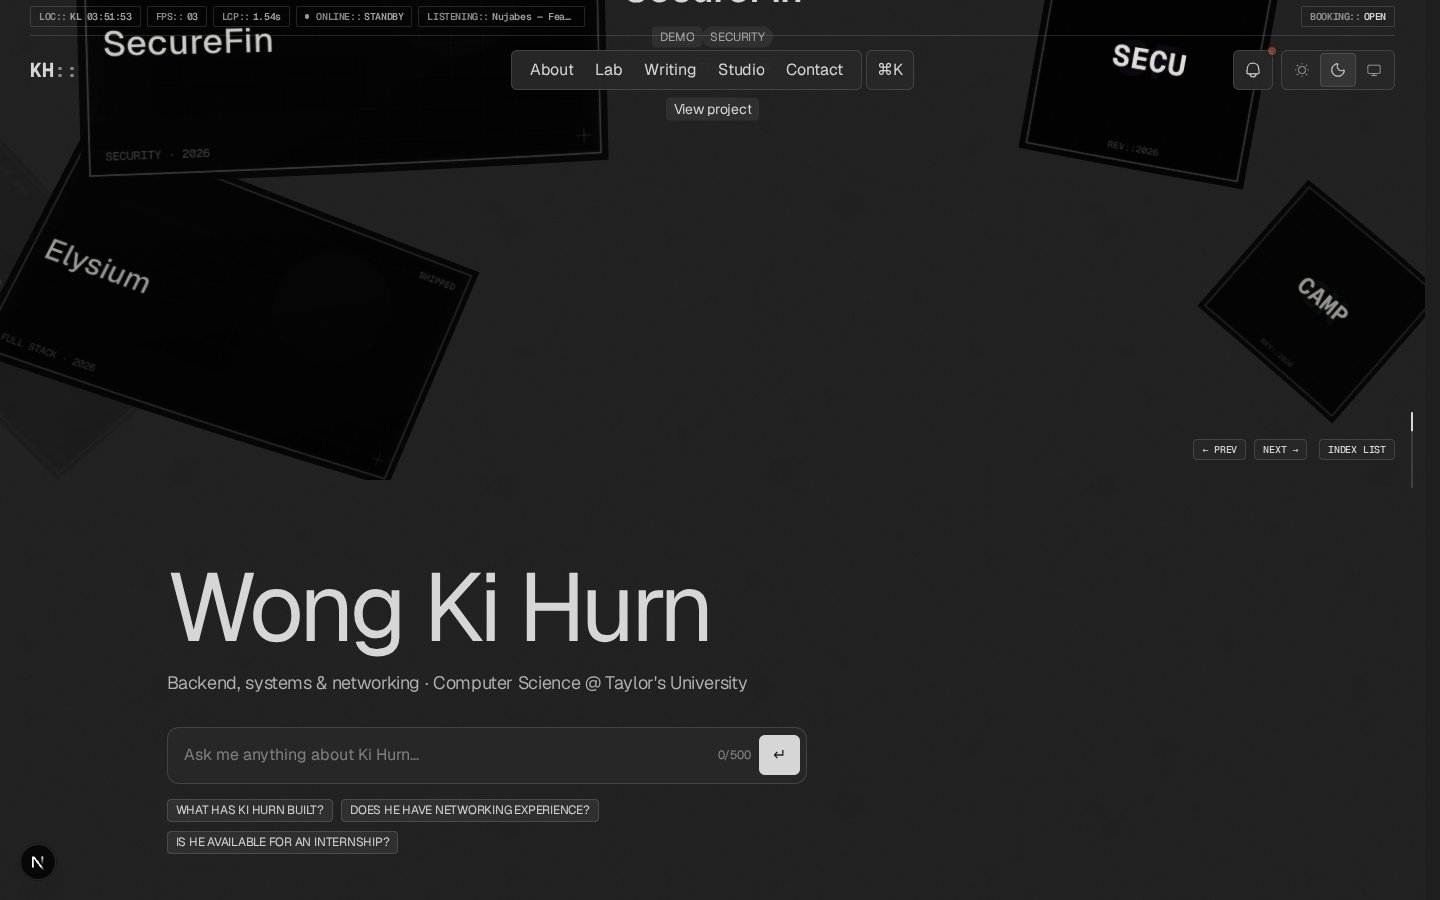 LOC:: KL 03:51:53
FPS:: 03
LCP:: 1.54s
ONLINE:: STANDBY
LISTENING:: Nujabes — Fea…
BOOKING:: OPEN
SecureFin
DEMO SECURITY
KH::
About Lab Writing Studio Contact
⌘K
View project
SECURITY · 2026
SECU
REV::2026
Elysium
SHIPPED
FULL STACK · 2026
CAMP
REV::2026
← PREV
NEXT →
INDEX LIST
Wong Ki Hurn
Backend, systems & networking · Computer Science @ Taylor's University
Ask me anything about Ki Hurn...
0/500
↵
WHAT HAS KI HURN BUILT?
DOES HE HAVE NETWORKING EXPERIENCE?
IS HE AVAILABLE FOR AN INTERNSHIP?
N